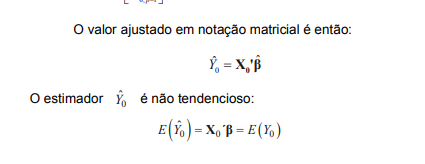 O valor ajustado em notação matricial é então:
Ŷ₀ = X₀'β̂
O estimador Ŷ₀ é não tendencioso:
E(Ŷ₀) = X₀'β = E(Y₀)